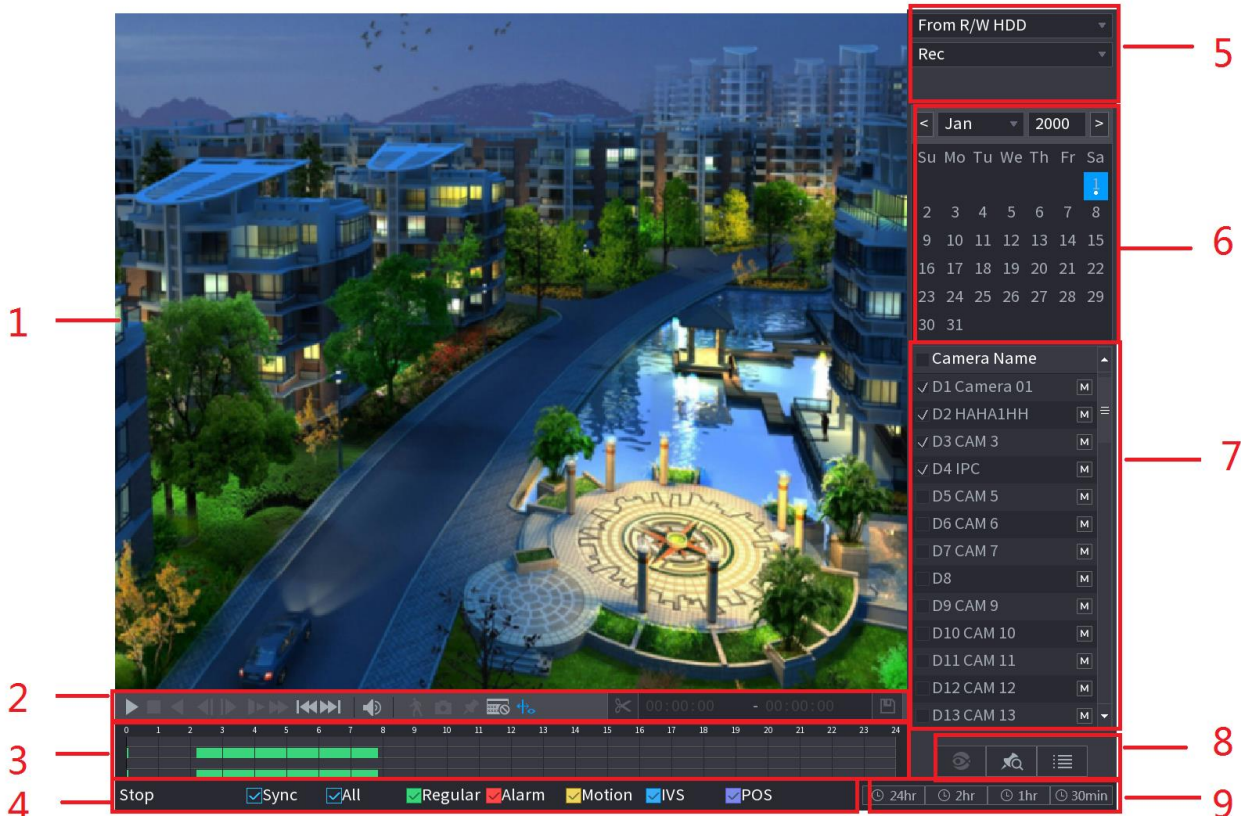 From R/W HDD
5
Rec
< Jan 2000 >
Su Mo Tu We Th Fr Sa
1
2 3 4 5 6 7 8
9 10 11 12 13 14 15
6
16 17 18 19 20 21 22
23 24 25 26 27 28 29
30 31
1
Camera Name
D1 Camera 01 M
D2 HAHA1HH M
D3 CAM 3 M
7
D4 IPC M
D5 CAM 5 M
D6 CAM 6 M
D7 CAM 7 M
D8 M
D9 CAM 9 M
D10 CAM 10 M
D11 CAM 11 M
D12 CAM 12 M
D13 CAM 13 M
2
00:00:00 - 00:00:00
3
0 1 2 3 4 5 6 7 8 9 10 11 12 13 14 15 16 17 18 19 20 21 22 23 24
8
4
Stop Sync All Regular Alarm Motion IVS POS
24hr 2hr 1hr 30min
9